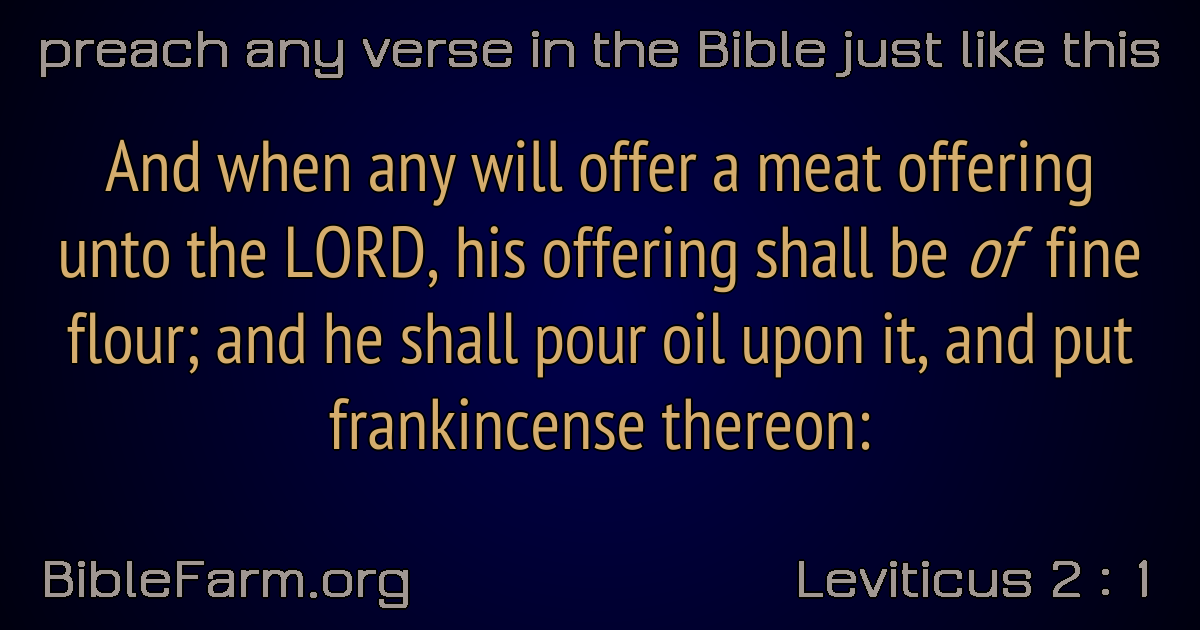 preach any verse in the Bible just like this
And when any will offer a meat offering
unto the LORD, his offering shall be of fine
flour; and he shall pour oil upon it, and put
frankincense thereon:
BibleFarm.org
Leviticus 2 : 1